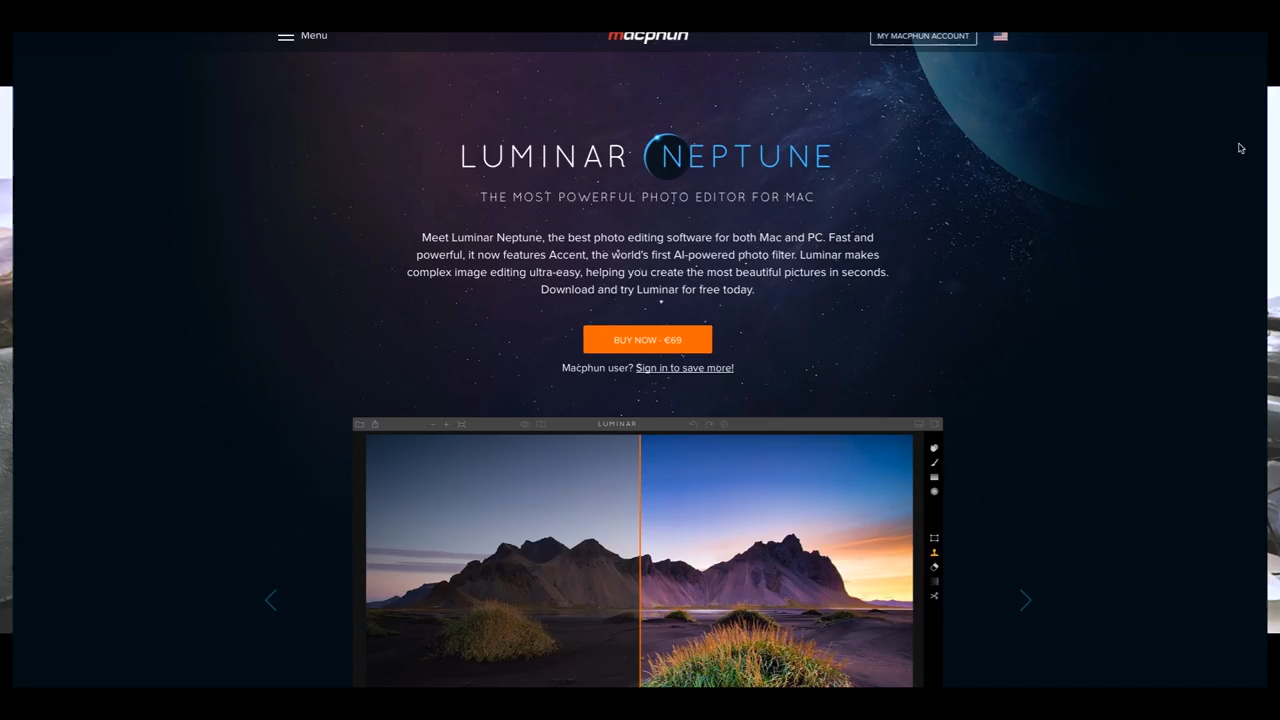 Menu
macphun
MY MACPHUN ACCOUNT
LUMINAR NEPTUNE
THE MOST POWERFUL PHOTO EDITOR FOR MAC
Meet Luminar Neptune, the best photo editing software for both Mac and PC. Fast and
powerful, it now features Accent, the world's first AI-powered photo filter. Luminar makes
complex image editing ultra-easy, helping you create the most beautiful pictures in seconds.
Download and try Luminar for free today.
BUY NOW - €69
Macphun user? Sign in to save more!
LUMINAR